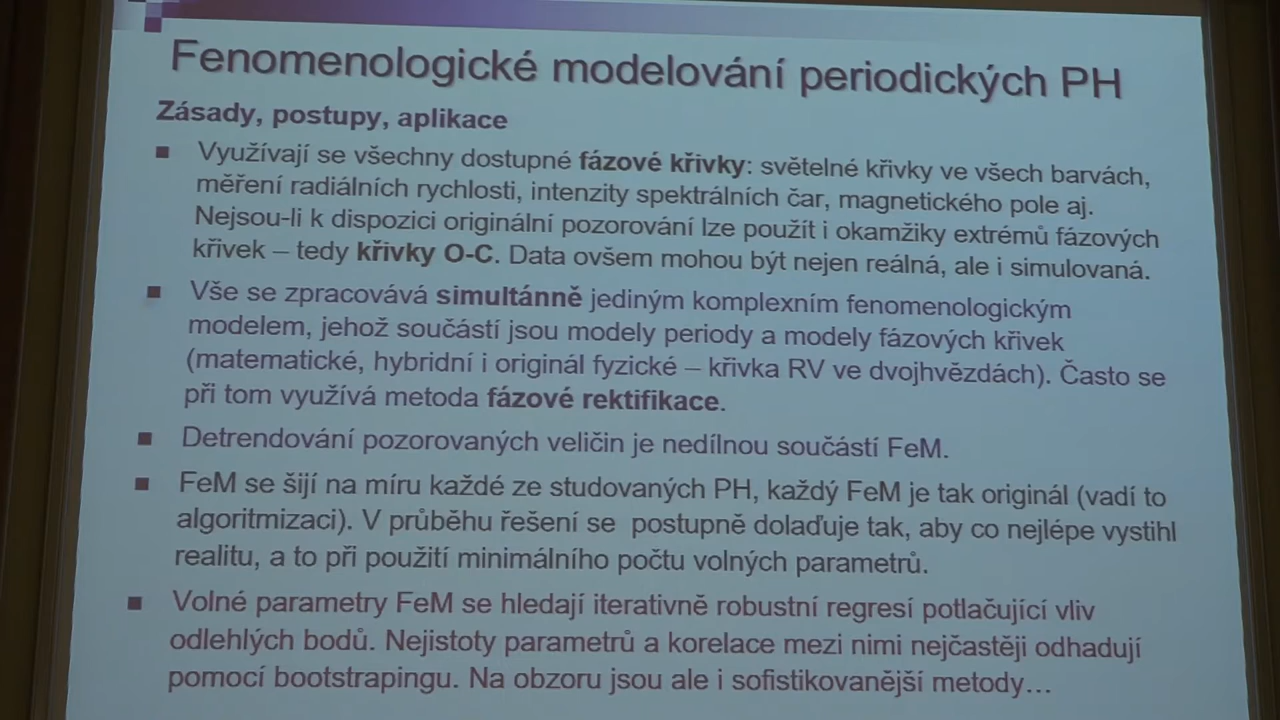 Fenomenologické modelování periodických PH
Zásady, postupy, aplikace
■ Využívají se všechny dostupné fázové křivky: světelné křivky ve všech barvách,
měření radiálních rychlosti, intenzity spektrálních čar, magnetického pole aj.
Nejsou-li k dispozici originální pozorování lze použít i okamžiky extrémů fázových
křivek – tedy křivky O-C. Data ovšem mohou být nejen reálná, ale i simulovaná.
■ Vše se zpracovává simultánně jediným komplexním fenomenologickým
modelem, jehož součástí jsou modely periody a modely fázových křivek
(matematické, hybridní i originál fyzické – křivka RV ve dvojhvězdách). Často se
při tom využívá metoda fázové rektifikace.
■ Detrendování pozorovaných veličin je nedílnou součástí FeM.
■ FeM se šijí na míru každé ze studovaných PH, každý FeM je tak originál (vadí to
algoritmizaci). V průběhu řešení se postupně dolaďuje tak, aby co nejlépe vystihl
realitu, a to při použití minimálního počtu volných parametrů.
■ Volné parametry FeM se hledají iterativně robustní regresí potlačující vliv
odlehlých bodů. Nejistoty parametrů a korelace mezi nimi nejčastěji odhadují
pomocí bootstrapingu. Na obzoru jsou ale i sofistikovanější metody…